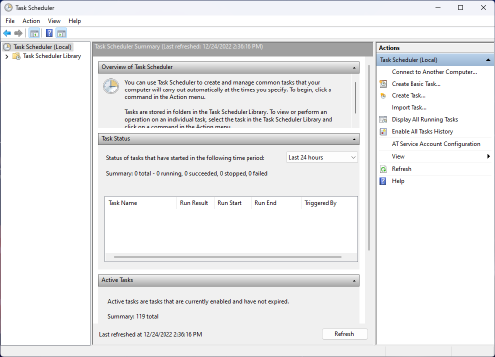 Task Scheduler
File Action View Help
Task Scheduler (Local)
Task Scheduler Library
Task Scheduler Summary (Last refreshed: 12/24/2022 2:36:16 PM)
Overview of Task Scheduler
You can use Task Scheduler to create and manage common tasks that your
computer will carry out automatically at the times you specify. To begin, click a
command in the Action menu.
Tasks are stored in folders in the Task Scheduler Library. To view or perform an
operation on an individual task, select the task in the Task Scheduler Library and
click on a command in the Action menu.
Task Status
Status of tasks that have started in the following time period:
Last 24 hours
Summary: 0 total - 0 running, 0 succeeded, 0 stopped, 0 failed
Task Name Run Result Run Start Run End Triggered By
Active Tasks
Active tasks are tasks that are currently enabled and have not expired.
Summary: 119 total
Last refreshed at 12/24/2022 2:36:16 PM
Refresh
Actions
Task Scheduler (Local)
Connect to Another Computer...
Create Basic Task...
Create Task...
Import Task...
Display All Running Tasks
Enable All Tasks History
AT Service Account Configuration
View
Refresh
Help